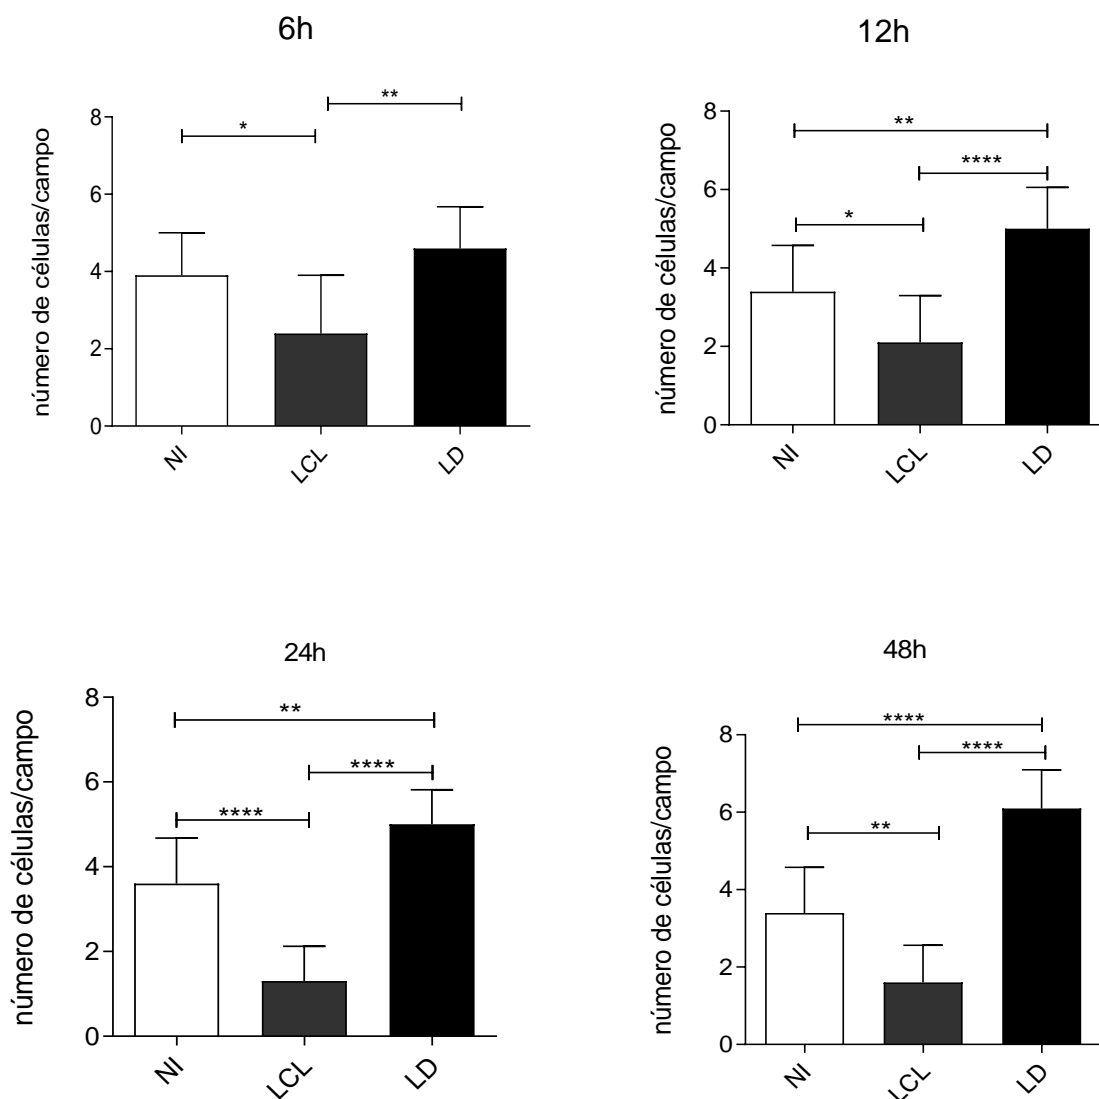 6h
número de células/campo
8
6
4
2
0
*
**
NI
LCL
LD
12h
número de células/campo
8
6
4
2
0
**
****
*
NI
LCL
LD
24h
número de células/campo
8
6
4
2
0
**
****
****
NI
LCL
LD
48h
número de células/campo
8
6
4
2
0
****
****
**
NI
LCL
LD